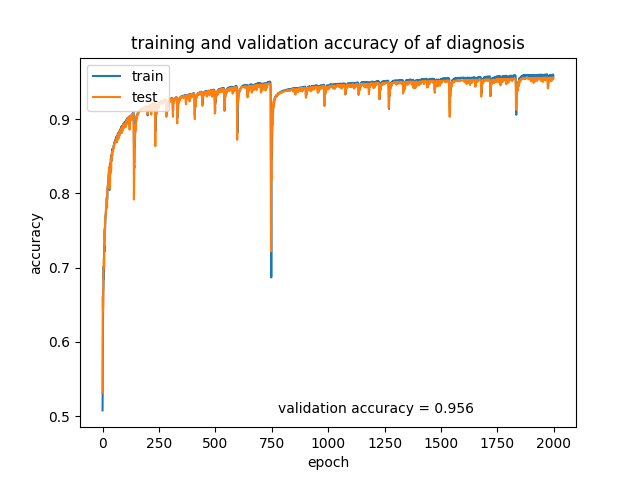 training and validation accuracy of af diagnosis
train
test
accuracy
0.9
0.8
0.7
0.6
0.5
validation accuracy = 0.956
0 250 500 750 1000 1250 1500 1750 2000
epoch